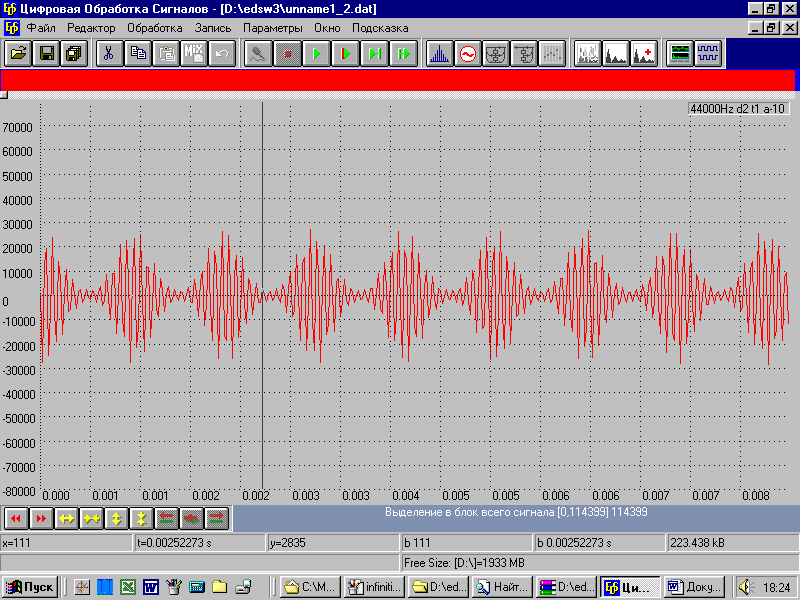 Цифровая Обработка Сигналов - [D:\edsw3\unname1_2.dat]
Файл Редактор Обработка Запись Параметры Окно Подсказка
MiX
44000Hz d2 t1 a-10
70000
60000
50000
40000
30000
20000
10000
0
-10000
-20000
-30000
-40000
-50000
-60000
-70000
-80000
0.000 0.001 0.001 0.002 0.002 0.003 0.003 0.004 0.005 0.005 0.006 0.006 0.007 0.007 0.008
Выделение в блок всего сигнала [0,114399] 114399
x=111 t=0.00252273 s y=2835 b 111 b 0.00252273 s 223.438 kB
Free Size: [D:\]=1933 MB
Пуск C:\M... infiniti... D:\ed... Найт... D:\ed... Ци... Доку... 18:24